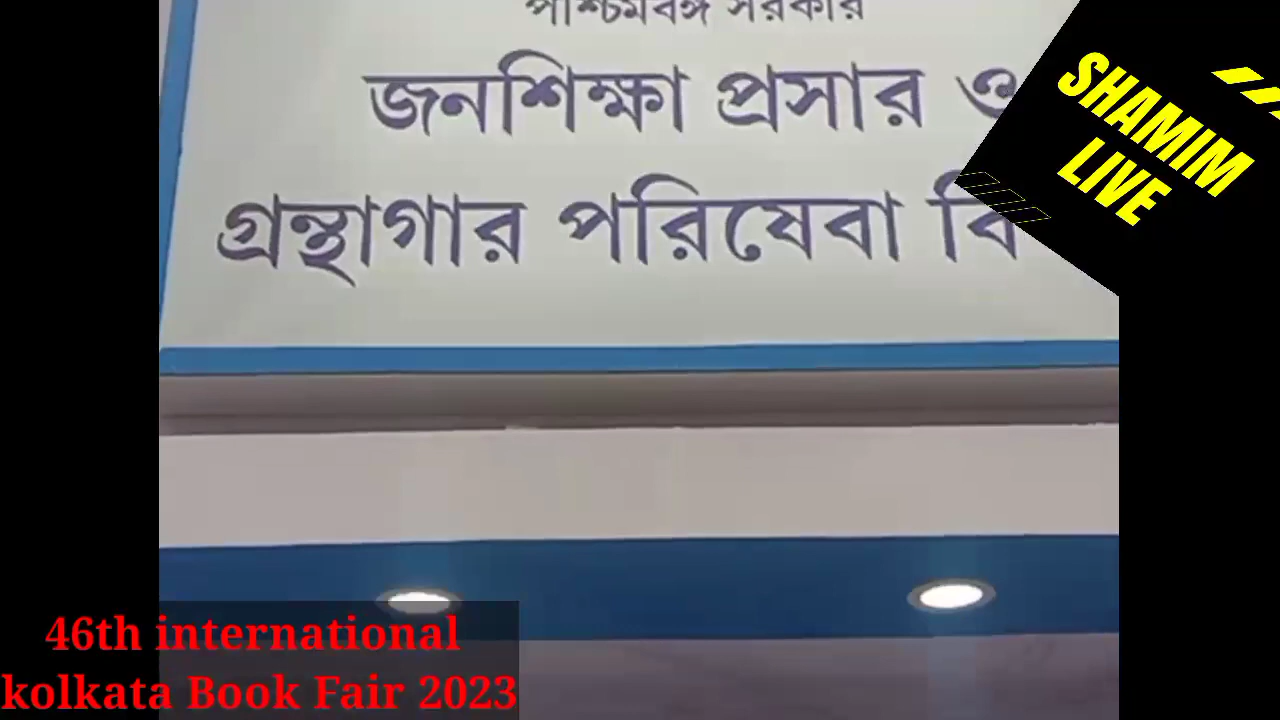 পশ্চিমবঙ্গ সরকার
জনশিক্ষা প্রসার ও
গ্রন্থাগার পরিষেবা
SHAMIM
LIVE
46th international
kolkata Book Fair 2023